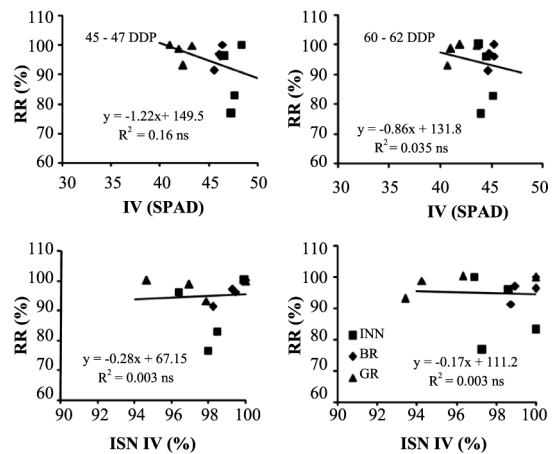 110
100
90
80
70
60
RR (%)
45 - 47 DDP
y = -1.22x+ 149.5
R² = 0.16 ns
30 35 40 45 50
IV (SPAD)
110
100
90
80
70
60
RR (%)
60 - 62 DDP
y = -0.86x + 131.8
R² = 0.035 ns
30 35 40 45 50
IV (SPAD)
110
100
90
80
70
60
RR (%)
y = -0.28x + 67.15
R² = 0.003 ns
90 92 94 96 98 100
ISN IV (%)
110
100
90
80
70
60
RR (%)
INN
BR
GR
y = -0.17x + 111.2
R² = 0.003 ns
90 92 94 96 98 100
ISN IV (%)